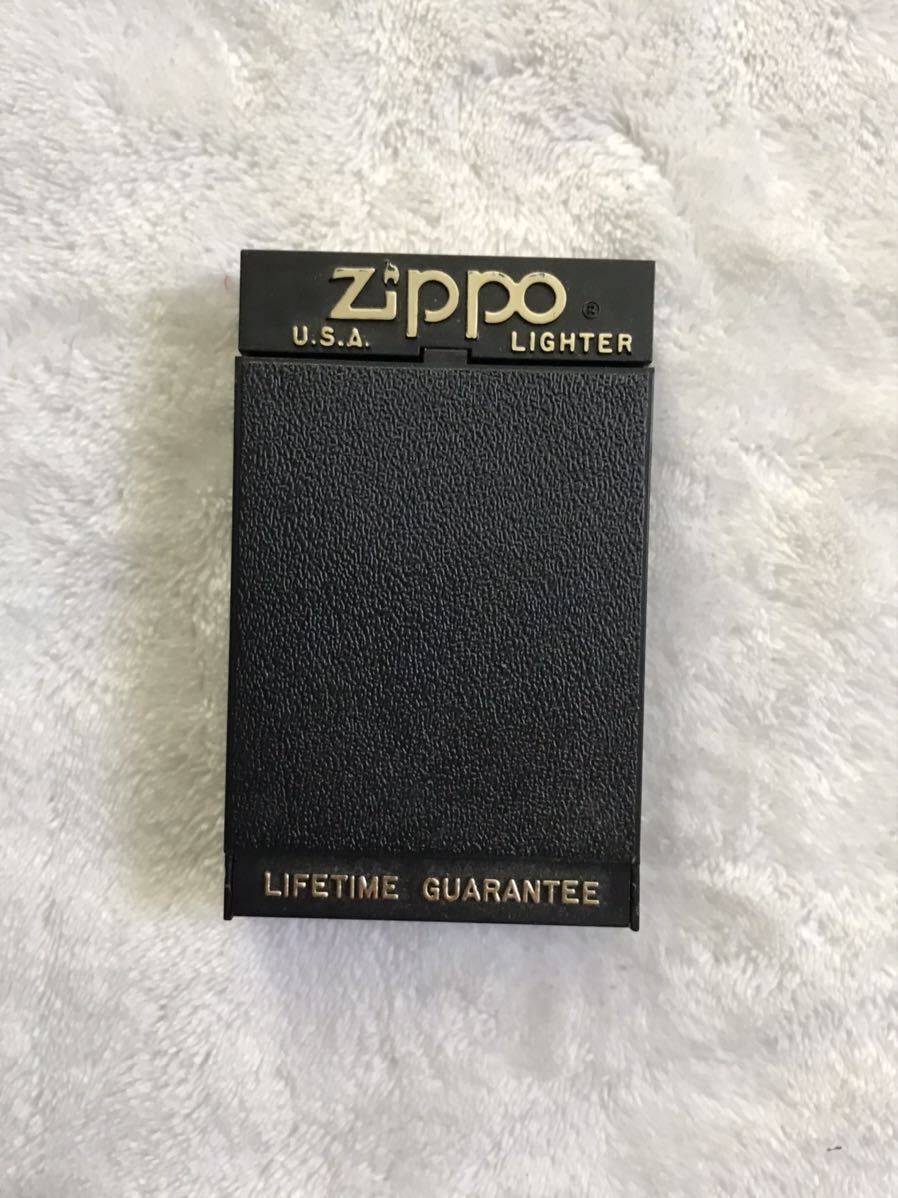 Zippo ®
U.S.A. LIGHTER
LIFETIME GUARANTEE